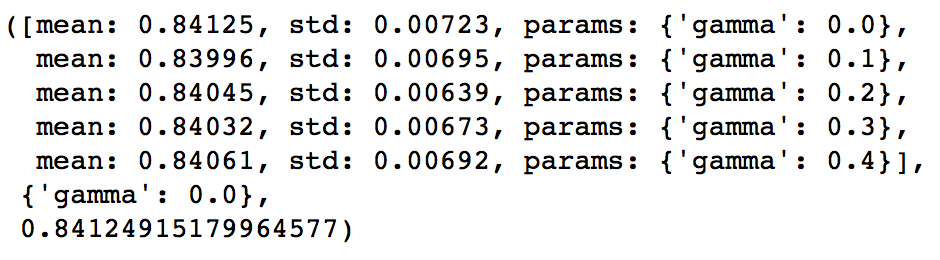 ([mean: 0.84125, std: 0.00723, params: {'gamma': 0.0},
mean: 0.83996, std: 0.00695, params: {'gamma': 0.1},
mean: 0.84045, std: 0.00639, params: {'gamma': 0.2},
mean: 0.84032, std: 0.00673, params: {'gamma': 0.3},
mean: 0.84061, std: 0.00692, params: {'gamma': 0.4}],
{'gamma': 0.0},
0.84124915179964577)